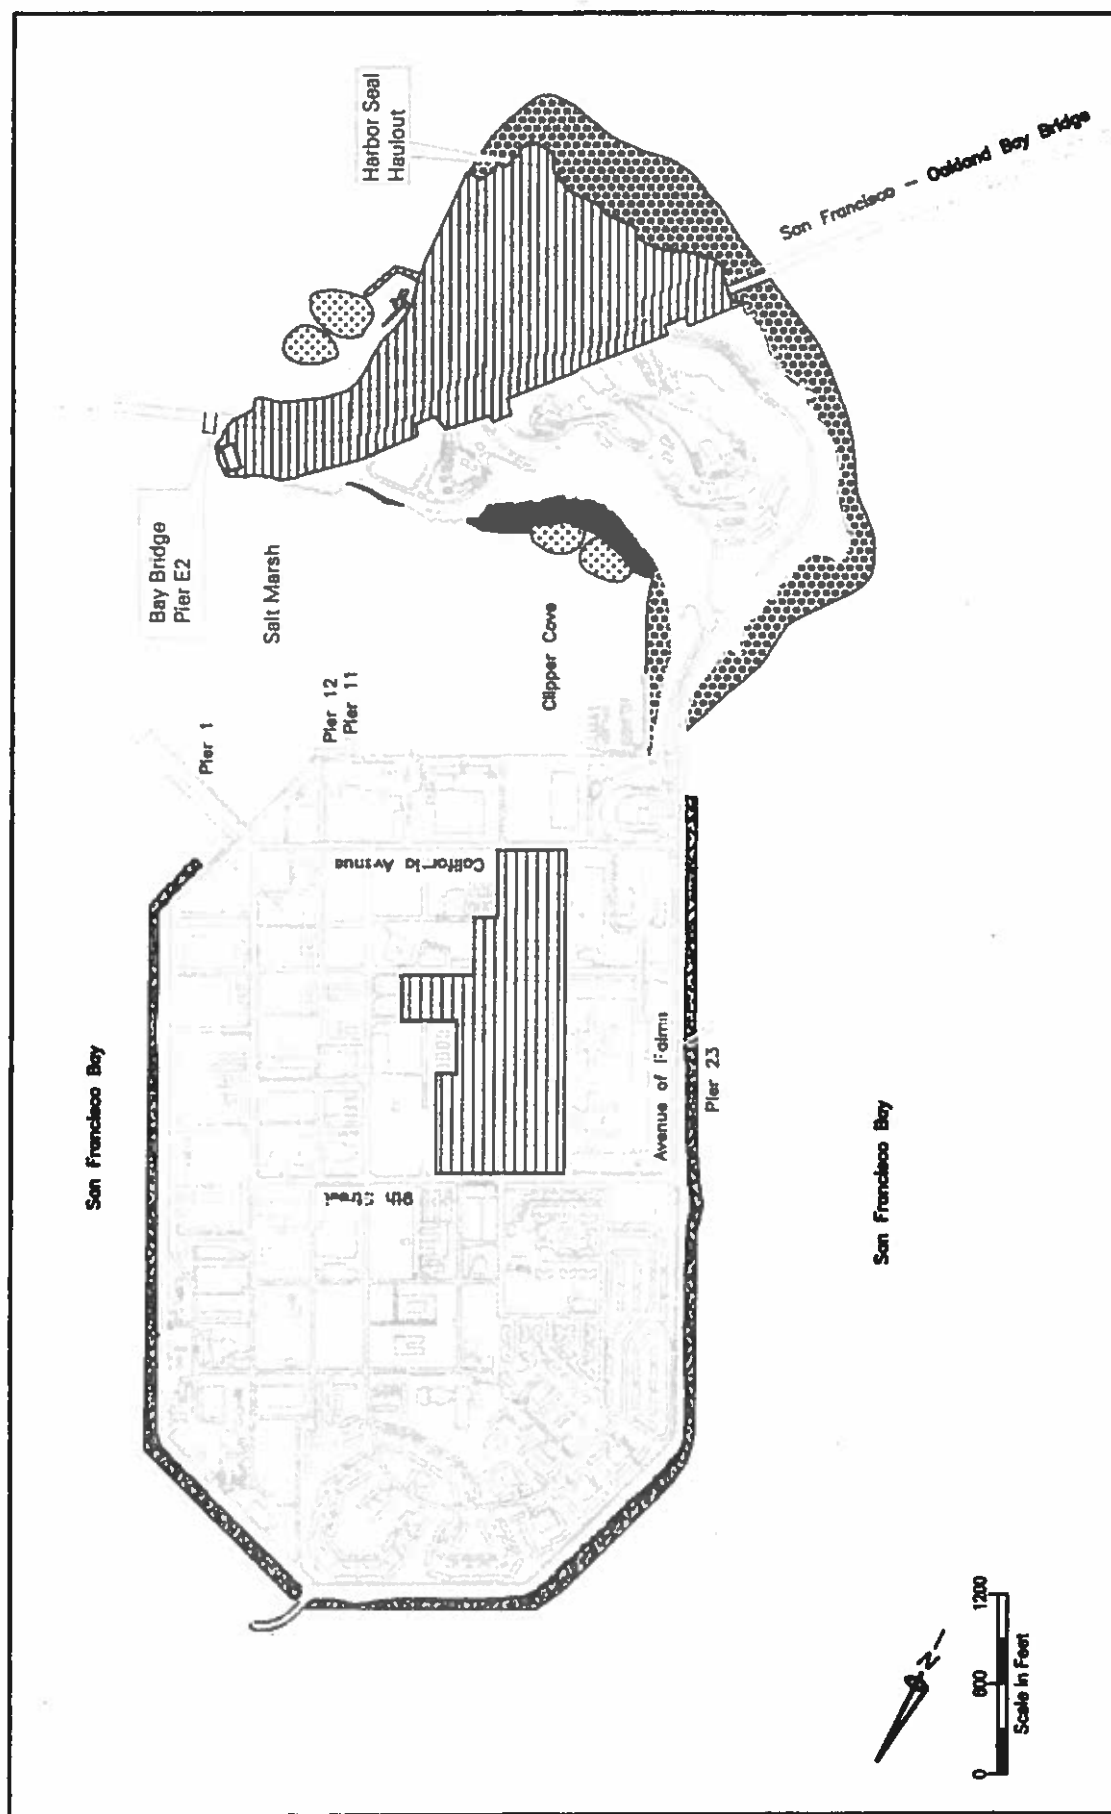 Harbor Seal
Haulout
San Francisco – Oakland Bay Bridge
Bay Bridge
Pier E2
Salt Marsh
Clipper Cove
Pier 12
Pier 11
Pier 1
California Avenue
San Francisco Bay
Avenue of Palms
Pier 23
9th Street
San Francisco Bay
N
0 600 1200
Scale in Feet